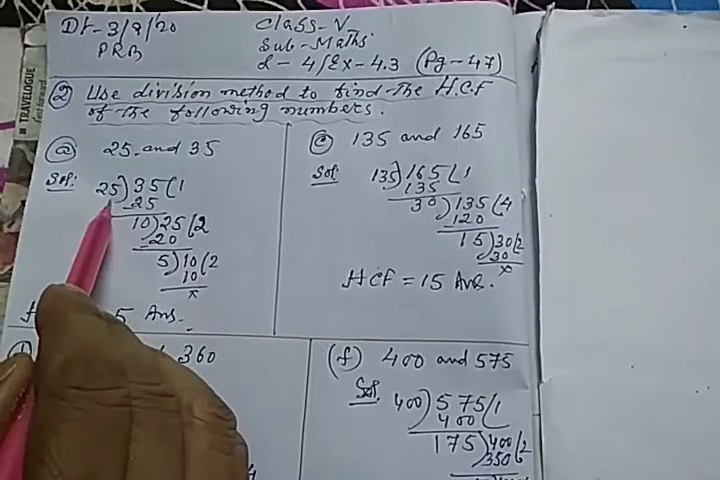 Dt-3/9/20
PRB
Class-V
Sub-Maths
L-4/Ex-4.3 (Pg-47)
② Use division method to find the H.C.F
of the following numbers.
ⓐ 25 and 35
Sol:
25)35(1
-25
10)25(2
-20
5)10(2
10
x
5 Ans.
ⓒ 135 and 165
Sol:
135)165(1
135
30)135(4
120
15)30(2
30
x
HCF = 15 Ans.
360
(f) 400 and 575
Sol.
400)575(1
400
175)400(2
350
TRAVELOGUE
fast forward